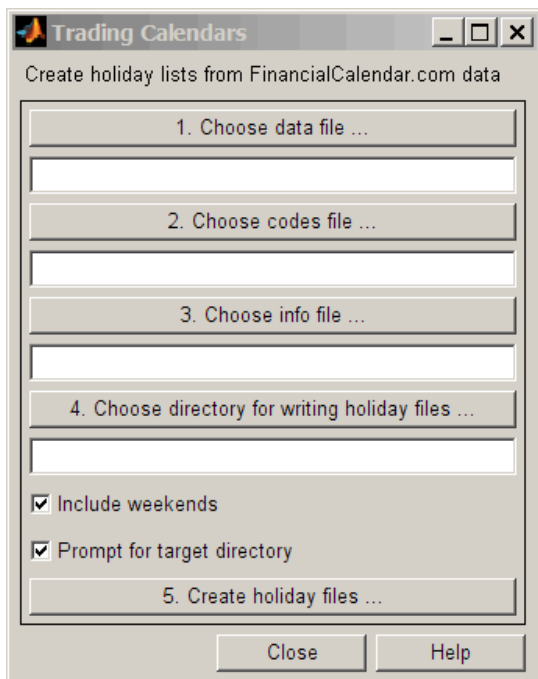 Trading Calendars
Create holiday lists from FinancialCalendar.com data
1. Choose data file ...
2. Choose codes file ...
3. Choose info file ...
4. Choose directory for writing holiday files ...
Include weekends
Prompt for target directory
5. Create holiday files ...
Close Help